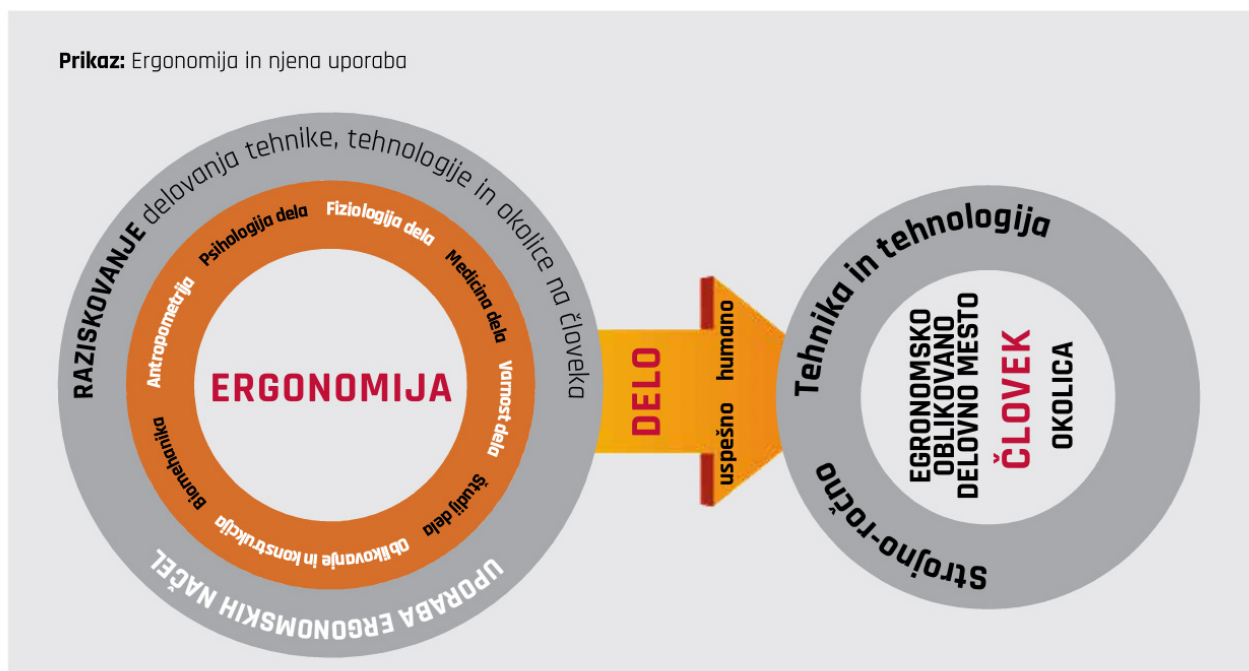 Prikaz: Ergonomija in njena uporaba
RAZISKOVANJE delovanja tehnike, tehnologije in okolice na človeka
UPORABA ERGONOMSKIH NAČEL
Antropometrija
Psihologija dela
Fiziologija dela
Medicina dela
Varnost dela
Študij dela
Oblikovanje in konstrukcija
Biomehanika
ERGONOMIJA
DELO
uspešno humano
Tehnika in tehnologija
Strojno-ročno
EGRONOMSKO
OBLIKOVANO
DELOVNO MESTO
ČLOVEK
OKOLICA